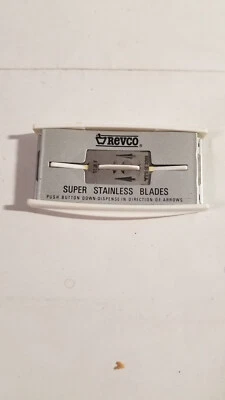 REVCO®
SUPER STAINLESS BLADES
PUSH BUTTON DOWN-DISPENSE IN DIRECTION OF ARROWS